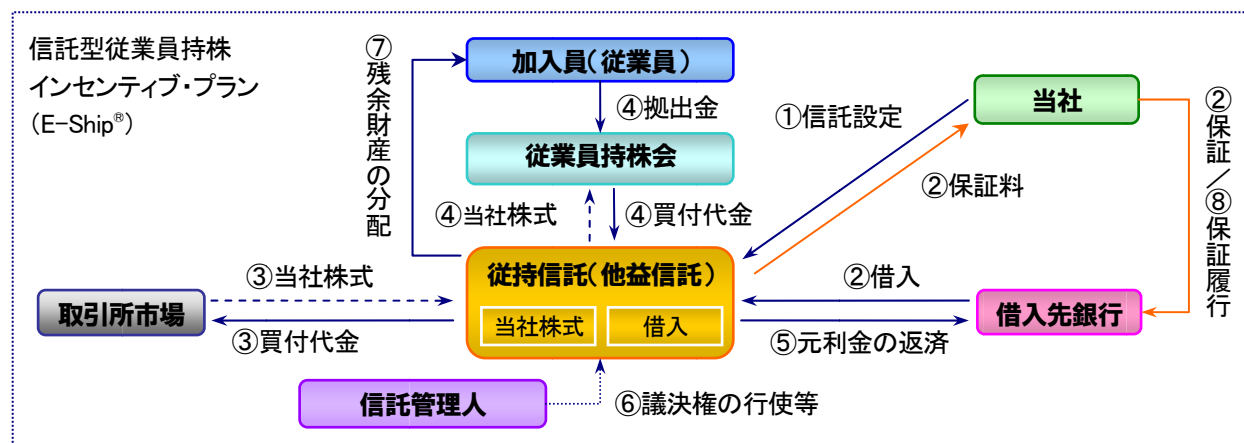 信託型従業員持株
インセンティブ・プラン
（E-Ship®）
⑦残余財産の分配
加入員（従業員）
④拠出金
従業員持株会
④当社株式
④買付代金
①信託設定
②保証料
当社
②保証／⑧保証履行
従持信託（他益信託）
当社株式
借入
③当社株式
取引所市場
③買付代金
②借入
借入先銀行
⑤元利金の返済
信託管理人
⑥議決権の行使等